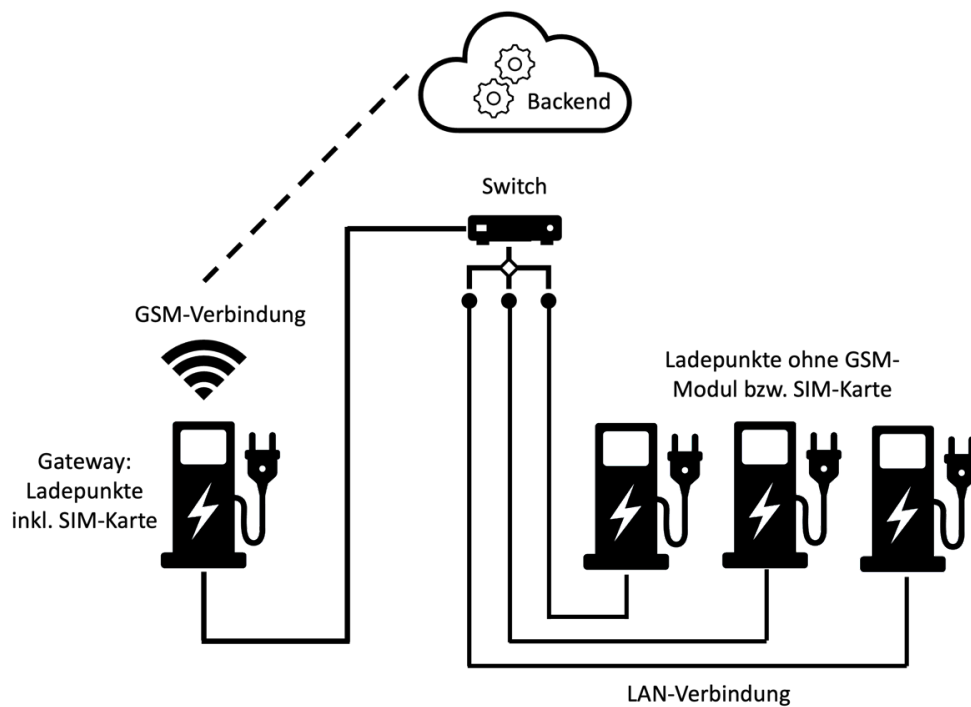 Backend
Switch
GSM-Verbindung
Ladepunkte ohne GSM-
Modul bzw. SIM-Karte
Gateway:
Ladepunkte
inkl. SIM-Karte
LAN-Verbindung